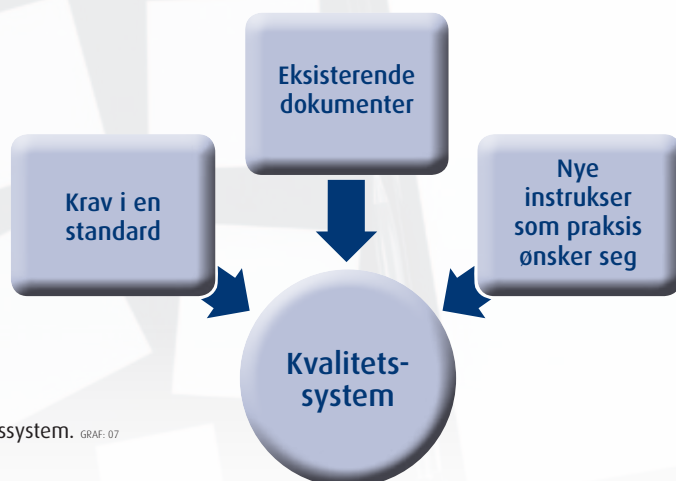 Eksisterende
dokumenter
Krav i en
standard
Nye
instrukser
som praksis
ønsker seg
Kvalitets-
system
ssystem. GRAF: 07